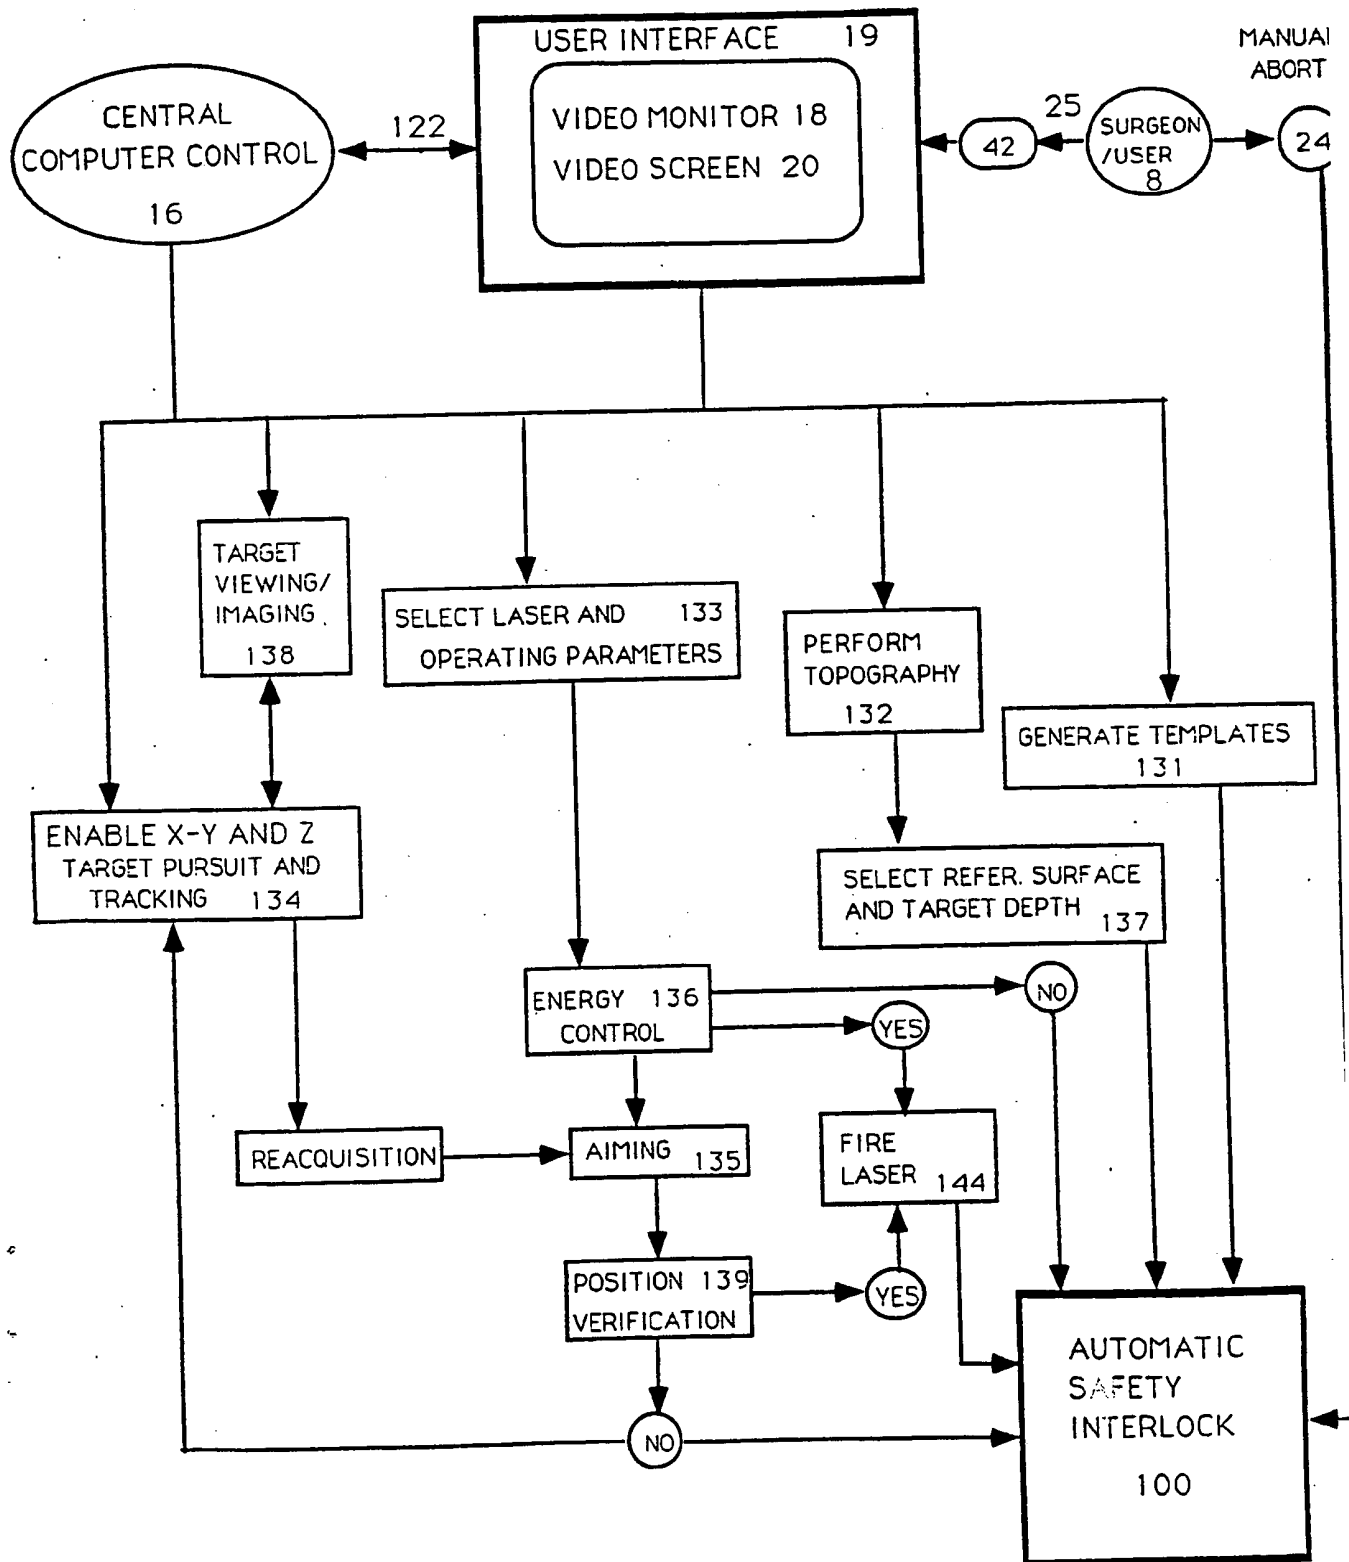 USER INTERFACE 19
MANUAL
ABORT
CENTRAL
COMPUTER CONTROL
16
122
VIDEO MONITOR 18
VIDEO SCREEN 20
42
25
SURGEON
/USER
8
24
TARGET
VIEWING/
IMAGING
138
SELECT LASER AND 133
OPERATING PARAMETERS
PERFORM
TOPOGRAPHY
132
GENERATE TEMPLATES
131
ENABLE X-Y AND Z
TARGET PURSUIT AND
TRACKING 134
SELECT REFER. SURFACE
AND TARGET DEPTH 137
ENERGY 136
CONTROL
NO
YES
REACQUISITION
AIMING 135
FIRE
LASER 144
POSITION 139
VERIFICATION
YES
NO
AUTOMATIC
SAFETY
INTERLOCK
100